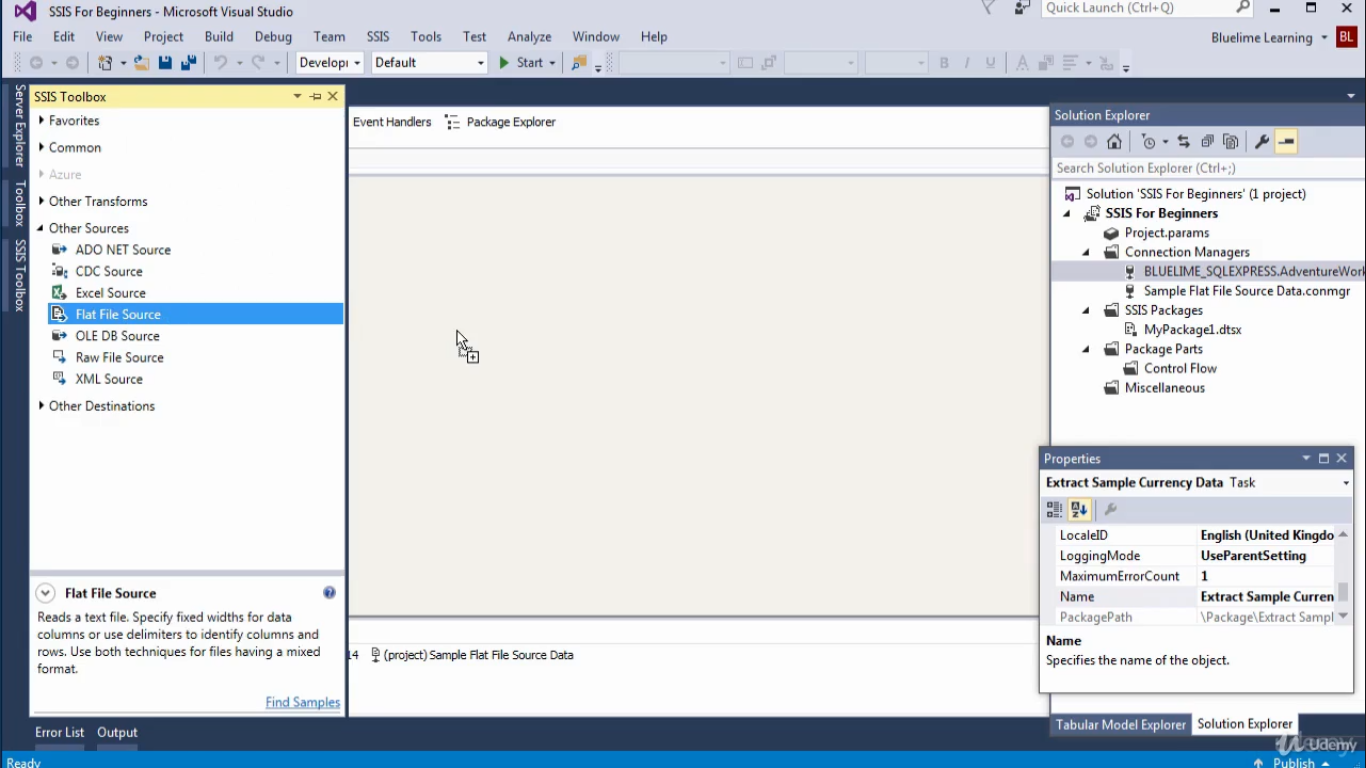 SSIS For Beginners - Microsoft Visual Studio
Quick Launch (Ctrl+Q)
File Edit View Project Build Debug Team SSIS Tools Test Analyze Window Help
Bluelime Learning BL
Developı Default Start
B I U A
Server Explorer
Toolbox
SSIS Toolbox
SSIS Toolbox
Favorites
Common
Azure
Other Transforms
Other Sources
ADO NET Source
CDC Source
Excel Source
Flat File Source
OLE DB Source
Raw File Source
XML Source
Other Destinations
Flat File Source
Reads a text file. Specify fixed widths for data
columns or use delimiters to identify columns and
rows. Use both techniques for files having a mixed
format.
Find Samples
Event Handlers Package Explorer
14 (project) Sample Flat File Source Data
Solution Explorer
Search Solution Explorer (Ctrl+;)
Solution 'SSIS For Beginners' (1 project)
SSIS For Beginners
Project.params
Connection Managers
BLUELIME_SQLEXPRESS.AdventureWork
Sample Flat File Source Data.conmgr
SSIS Packages
MyPackage1.dtsx
Package Parts
Control Flow
Miscellaneous
Properties
Extract Sample Currency Data Task
A
Z
LocaleID English (United Kingdo
LoggingMode UseParentSetting
MaximumErrorCount 1
Name Extract Sample Curren
PackagePath \Package\Extract Sampl
Name
Specifies the name of the object.
Tabular Model Explorer Solution Explorer
Error List Output
Udemy
Ready
Publish